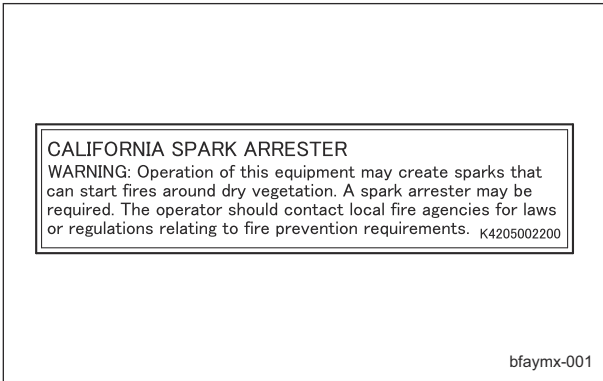 CALIFORNIA SPARK ARRESTER
WARNING: Operation of this equipment may create sparks that
can start fires around dry vegetation. A spark arrester may be
required. The operator should contact local fire agencies for laws
or regulations relating to fire prevention requirements. K4205002200
bfaymx-001